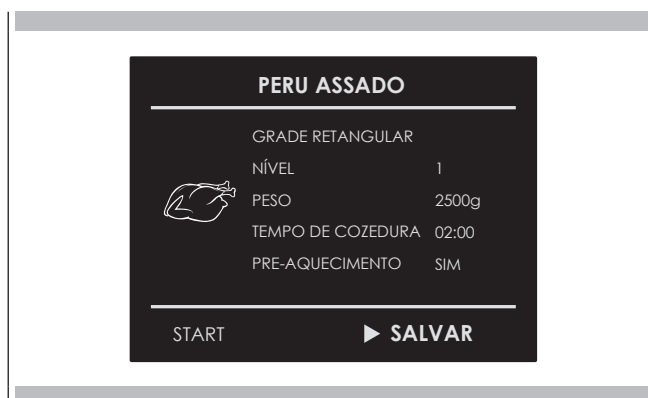 PERU ASSADO
GRADE RETANGULAR
NÍVEL 1
PESO 2500g
TEMPO DE COZEDURA 02:00
PRE-AQUECIMENTO SIM
START ▶ SALVAR